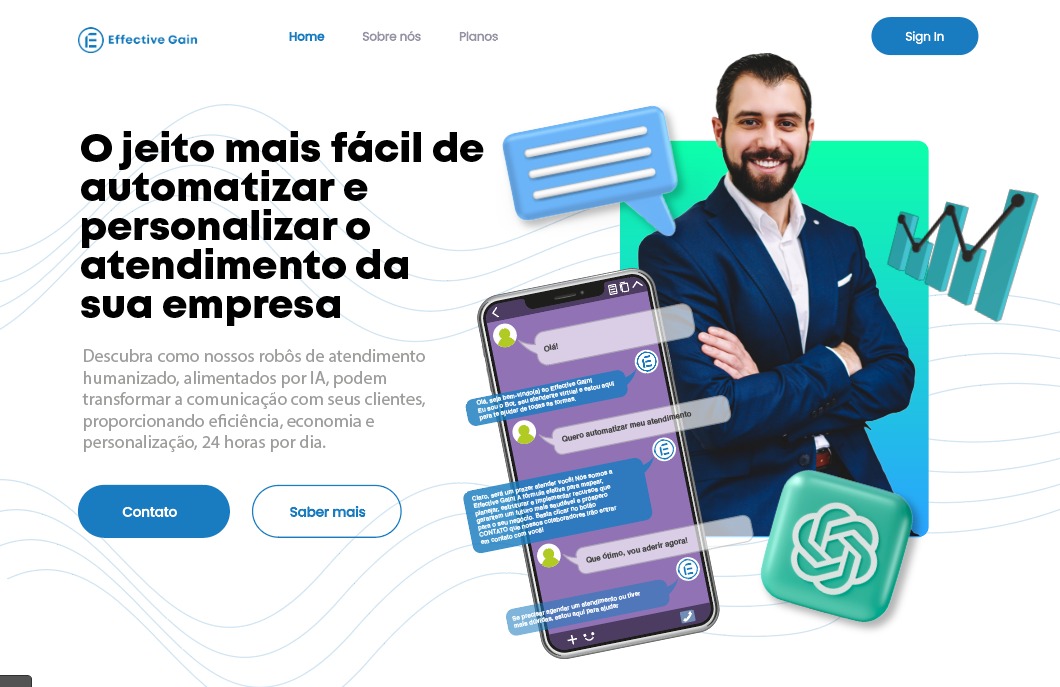 Effective Gain
Home
Sobre nós
Planos
Sign In
O jeito mais fácil de
automatizar e
personalizar o
atendimento da
sua empresa
Descubra como nossos robôs de atendimento
humanizado, alimentados por IA, podem
transformar a comunicação com seus clientes,
proporcionando eficiência, economia e
personalização, 24 horas por dia.
Contato
Saber mais
Olá!
Olá, seja bem-vindo(a) ao Effective Gain!
Eu sou o Bot, seu atendente virtual e estou aqui
para te ajudar de todas as formas.
Quero automatizar meu atendimento
Claro, será um prazer atender você! Nós somos a
Effective Gain! A fórmula efetiva para mapear,
planejar, estruturar e implementar recursos que
garantem um futuro mais saudável e próspero
para o seu negócio. Basta clicar no botão
CONTATO que nossos colaboradores irão entrar
em contato com você!
Que ótimo, vou aderir agora!
Se precisar agendar um atendimento ou tiver
mais dúvidas, estou aqui para ajudar